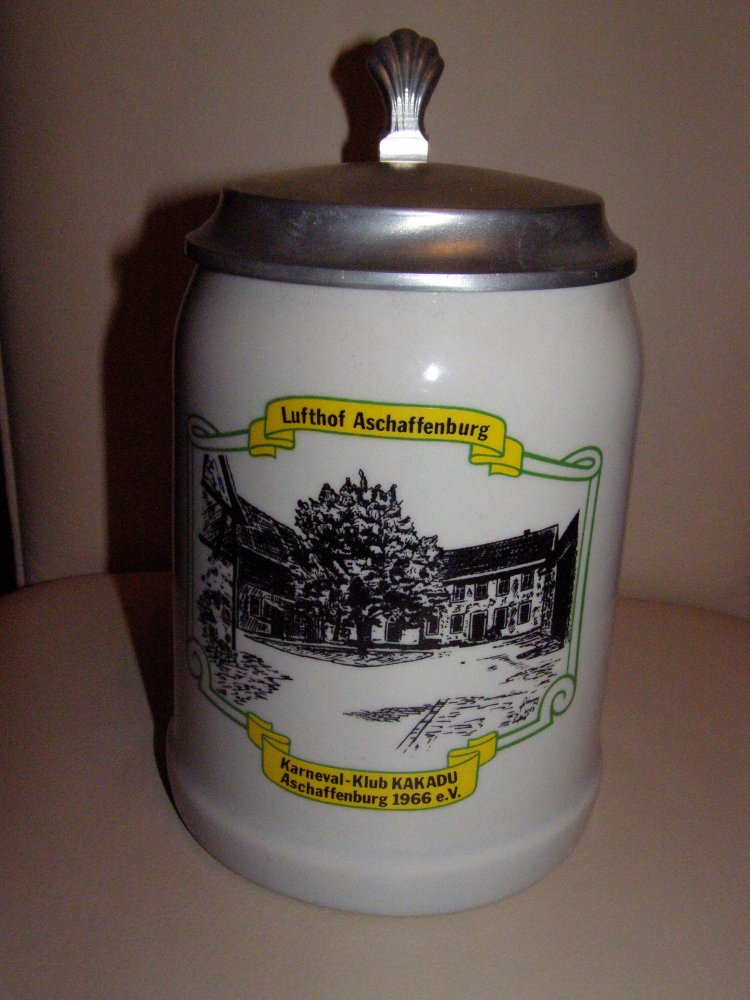 Lufthof Aschaffenburg
Karneval-Klub KAKADU
Aschaffenburg 1966 e.V.